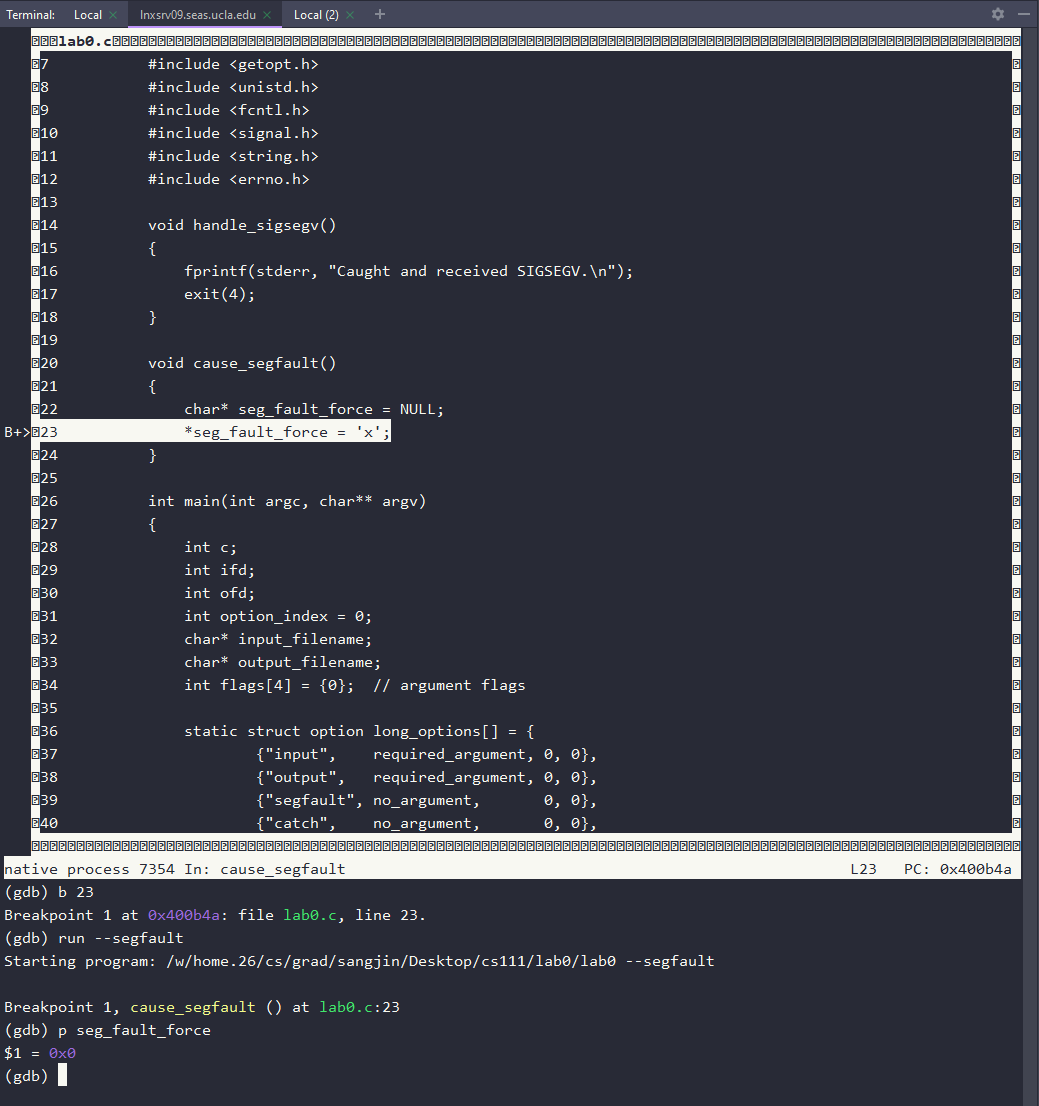 Terminal: Local × lnxsrv09.seas.ucla.edu × Local (2) × +
lab0.c
7 #include <getopt.h>
8 #include <unistd.h>
9 #include <fcntl.h>
10 #include <signal.h>
11 #include <string.h>
12 #include <errno.h>
13
14 void handle_sigsegv()
15 {
16 fprintf(stderr, "Caught and received SIGSEGV.\n");
17 exit(4);
18 }
19
20 void cause_segfault()
21 {
22 char* seg_fault_force = NULL;
B+>23 *seg_fault_force = 'x';
24 }
25
26 int main(int argc, char** argv)
27 {
28 int c;
29 int ifd;
30 int ofd;
31 int option_index = 0;
32 char* input_filename;
33 char* output_filename;
34 int flags[4] = {0};  // argument flags
35
36 static struct option long_options[] = {
37 {"input",    required_argument, 0, 0},
38 {"output",   required_argument, 0, 0},
39 {"segfault", no_argument,       0, 0},
40 {"catch",    no_argument,       0, 0},
native process 7354 In: cause_segfault L23 PC: 0x400b4a
(gdb) b 23
Breakpoint 1 at 0x400b4a: file lab0.c, line 23.
(gdb) run --segfault
Starting program: /w/home.26/cs/grad/sangjin/Desktop/cs111/lab0/lab0 --segfault
Breakpoint 1, cause_segfault () at lab0.c:23
(gdb) p seg_fault_force
$1 = 0x0
(gdb)